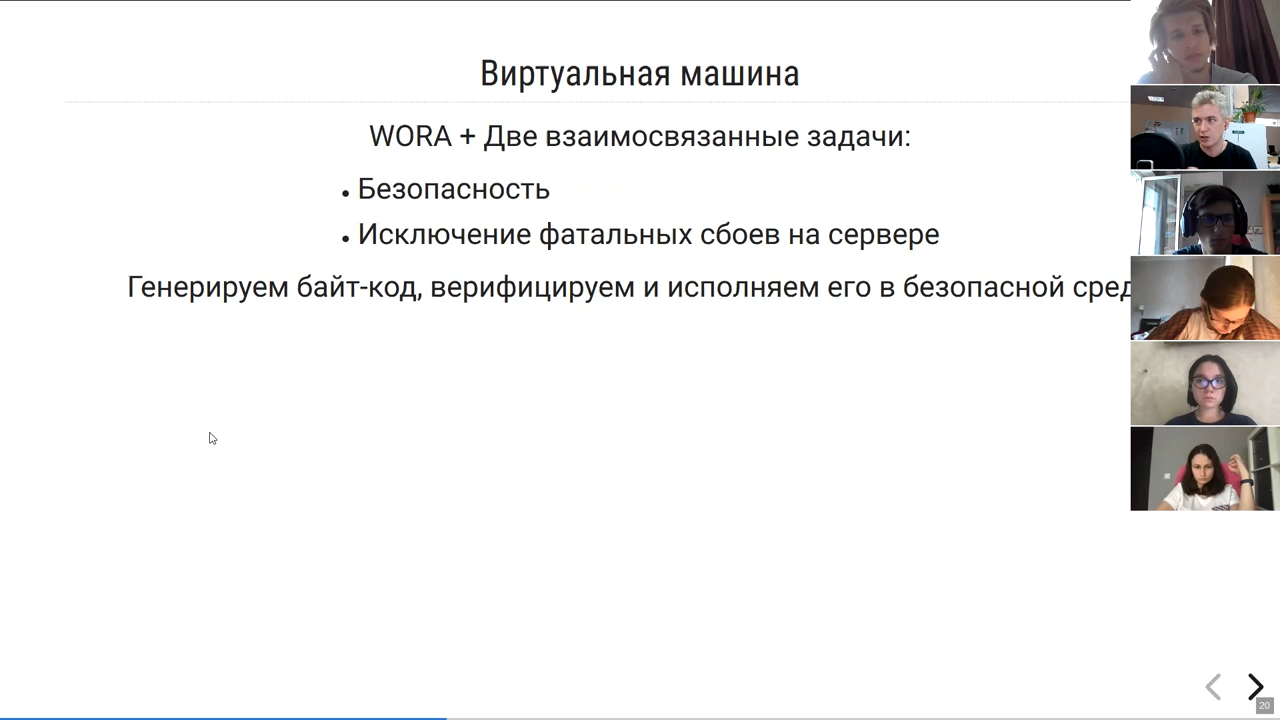 Виртуальная машина
WORA + Две взаимосвязанные задачи:
• Безопасность
• Исключение фатальных сбоев на сервере
Генерируем байт-код, верифицируем и исполняем его в безопасной сред
20